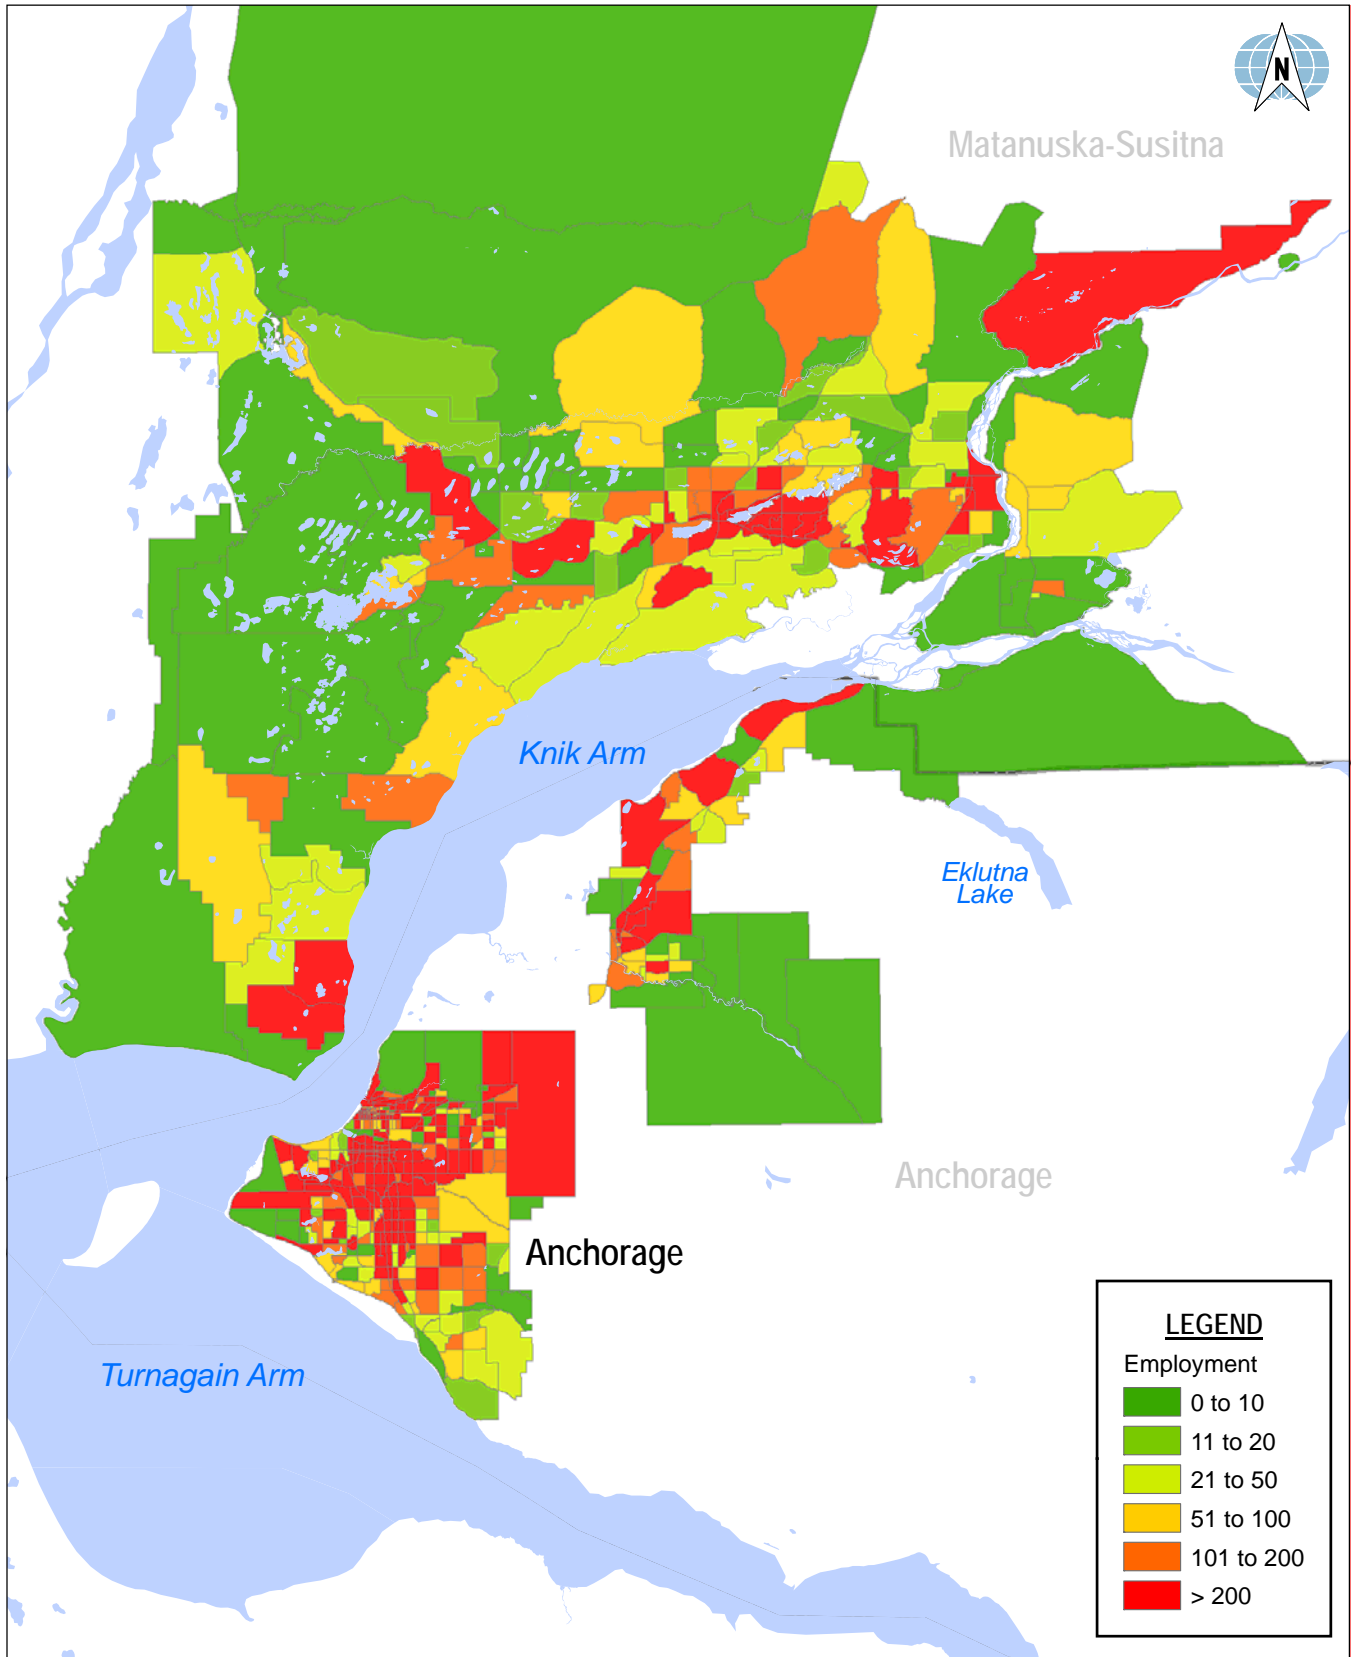 N
Matanuska-Susitna
Knik Arm
Eklutna
Lake
Anchorage
Anchorage
Turnagain Arm
LEGEND
Employment
0 to 10
11 to 20
21 to 50
51 to 100
101 to 200
> 200